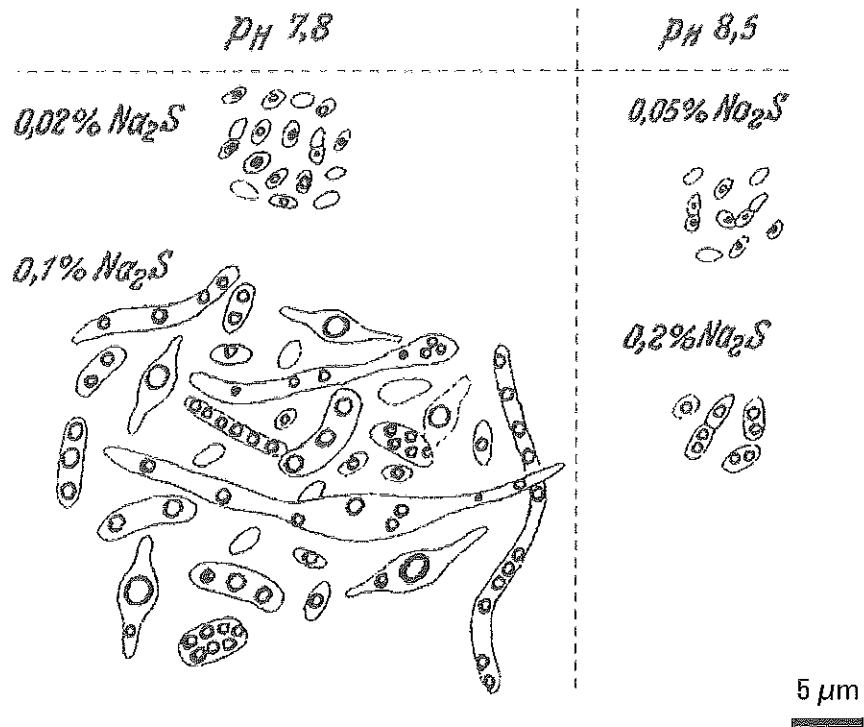 pH 7,8
pH 8,5
0,02% Na₂S
0,05% Na₂S
0,1% Na₂S
0,2% Na₂S
5 µm